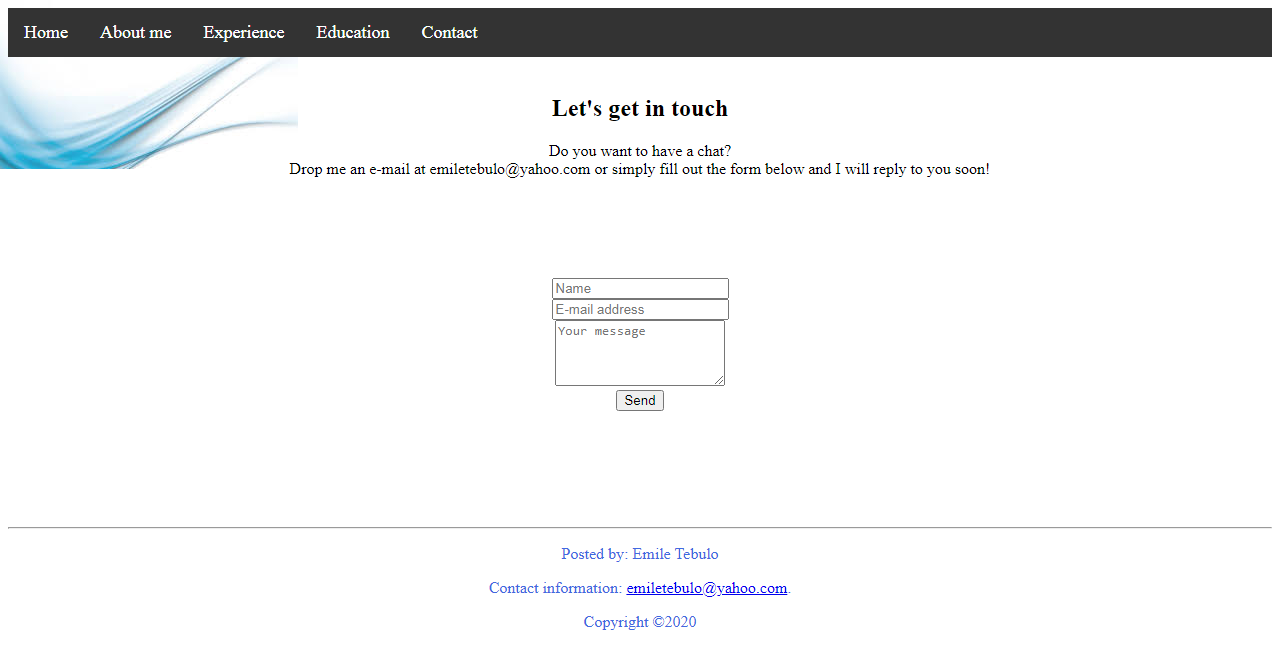 Home About me Experience Education Contact
Let's get in touch
Do you want to have a chat?
Drop me an e-mail at emiletebulo@yahoo.com or simply fill out the form below and I will reply to you soon!
Name
E-mail address
Your message
Send
Posted by: Emile Tebulo
Contact information: emiletebulo@yahoo.com.
Copyright ©2020